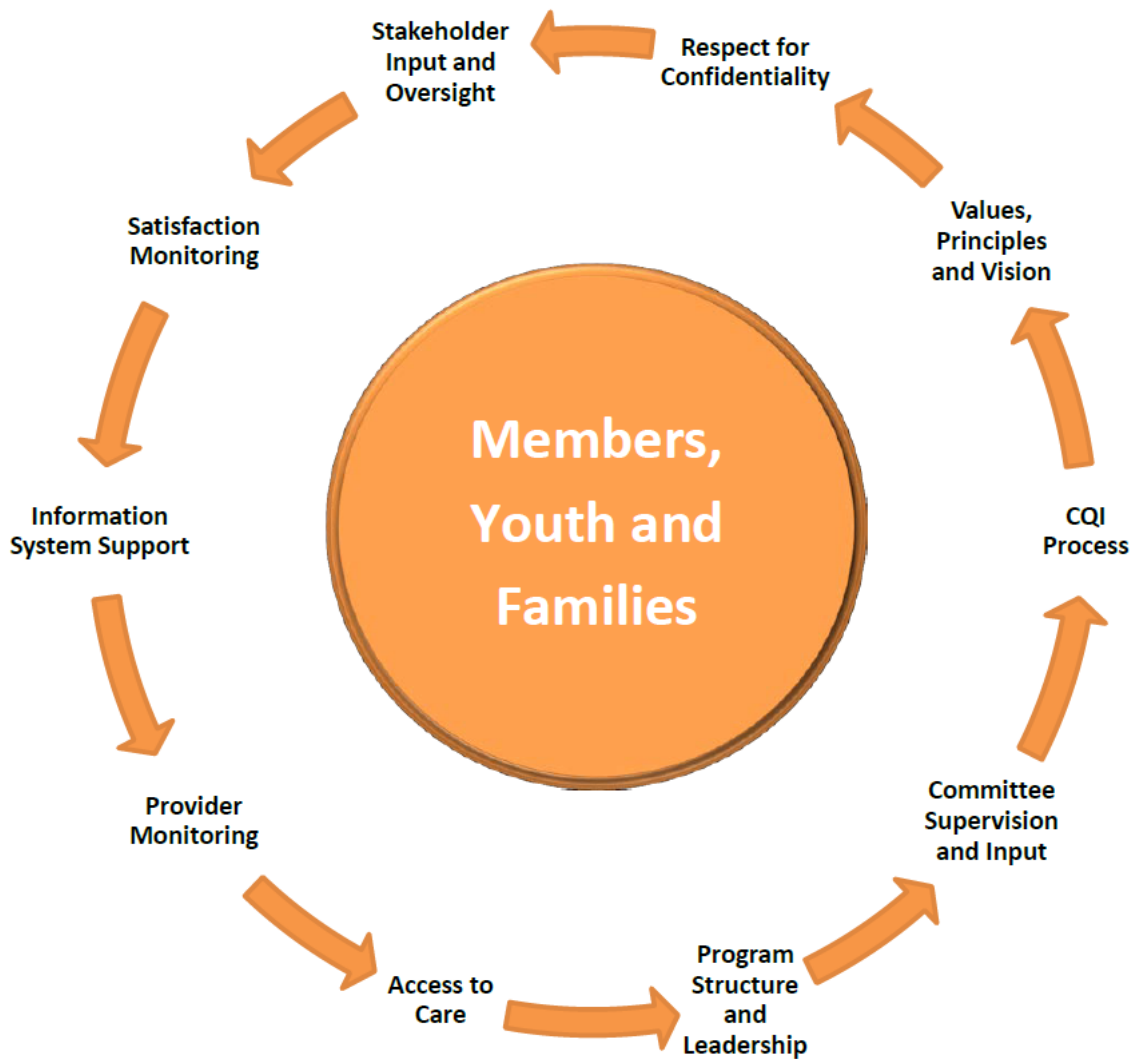 Stakeholder
Input and
Oversight
Respect for
Confidentiality
Values,
Principles
and Vision
CQI
Process
Committee
Supervision
and Input
Program
Structure
and
Leadership
Access to
Care
Provider
Monitoring
Information
System Support
Satisfaction
Monitoring
Members,
Youth and
Families